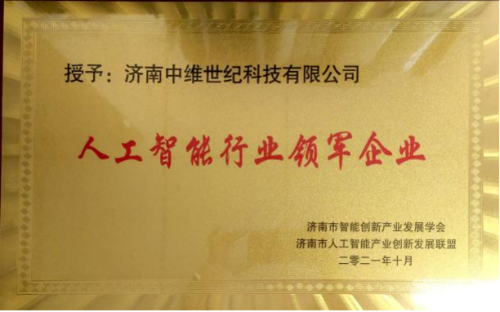 授予：济南中维世纪科技有限公司
人工智能行业领军企业
济南市智能创新产业发展学会
济南市人工智能产业创新发展联盟
二零二一年十月